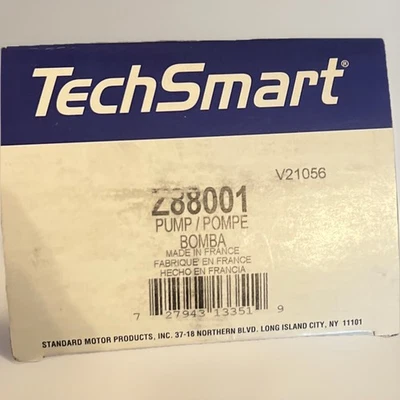 TechSmart®
V21056
Z88001
PUMP / POMPE
BOMBA
MADE IN FRANCE
FABRIQUE EN FRANCE
HECHO EN FRANCIA
7 27943 13351 9
STANDARD MOTOR PRODUCTS, INC. 37-18 NORTHERN BLVD. LONG ISLAND CITY, NY 11101